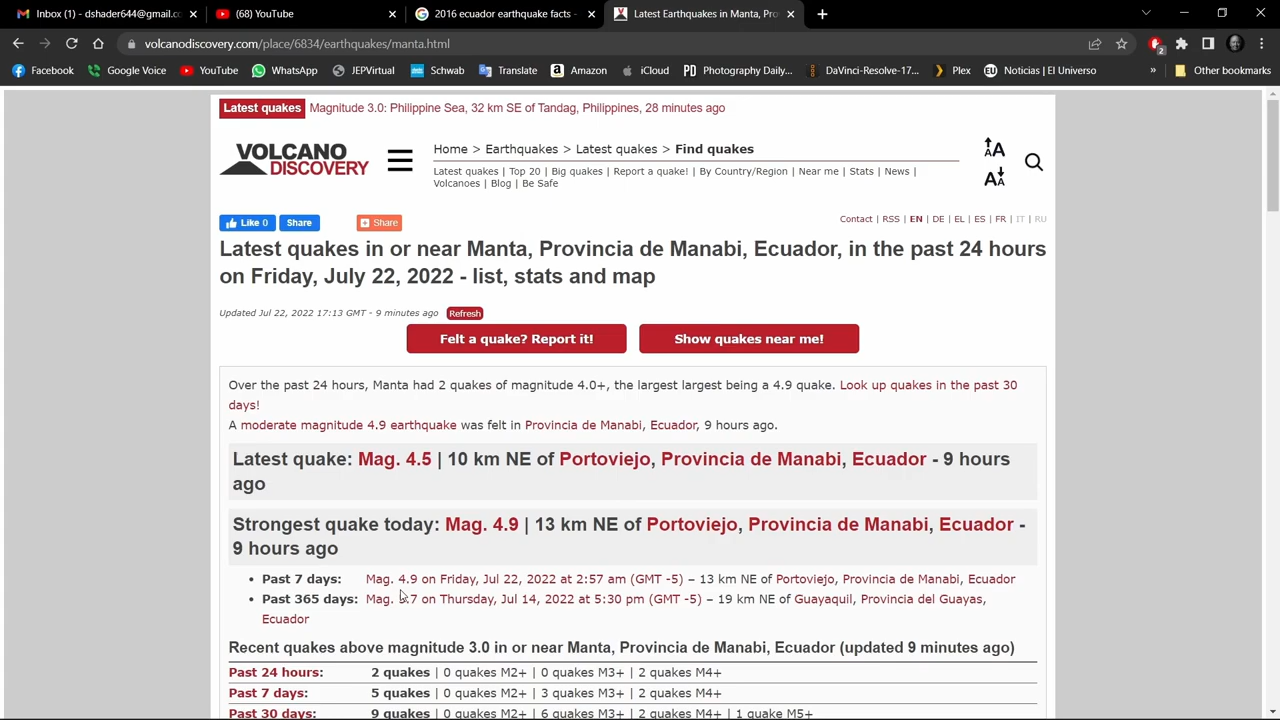 Inbox (1) - dshader644@gmail.cc
(68) YouTube
2016 ecuador earthquake facts -
Latest Earthquakes in Manta, Pro
volcanodiscovery.com/place/6834/earthquakes/manta.html
2
Facebook
Google Voice
YouTube
WhatsApp
JEPVirtual
Schwab
Translate
Amazon
iCloud
PD Photography Daily...
DaVinci-Resolve-17...
Plex
EU Noticias | El Universo
»
Other bookmarks
Latest quakes Magnitude 3.0: Philippine Sea, 32 km SE of Tandag, Philippines, 28 minutes ago
VOLCANO
DISCOVERY
Home > Earthquakes > Latest quakes > Find quakes
Latest quakes | Top 20 | Big quakes | Report a quake! | By Country/Region | Near me | Stats | News |
Volcanoes | Blog | Be Safe
A
A
Like 0 Share Share
Contact | RSS | EN | DE | EL | ES | FR | IT | RU
Latest quakes in or near Manta, Provincia de Manabi, Ecuador, in the past 24 hours
on Friday, July 22, 2022 - list, stats and map
Updated Jul 22, 2022 17:13 GMT - 9 minutes ago Refresh
Felt a quake? Report it!
Show quakes near me!
Over the past 24 hours, Manta had 2 quakes of magnitude 4.0+, the largest largest being a 4.9 quake. Look up quakes in the past 30
days!
A moderate magnitude 4.9 earthquake was felt in Provincia de Manabi, Ecuador, 9 hours ago.
Latest quake: Mag. 4.5 | 10 km NE of Portoviejo, Provincia de Manabi, Ecuador - 9 hours
ago
Strongest quake today: Mag. 4.9 | 13 km NE of Portoviejo, Provincia de Manabi, Ecuador -
9 hours ago
• Past 7 days: Mag. 4.9 on Friday, Jul 22, 2022 at 2:57 am (GMT -5) – 13 km NE of Portoviejo, Provincia de Manabi, Ecuador
• Past 365 days: Mag. 7 on Thursday, Jul 14, 2022 at 5:30 pm (GMT -5) – 19 km NE of Guayaquil, Provincia del Guayas,
Ecuador
Recent quakes above magnitude 3.0 in or near Manta, Provincia de Manabi, Ecuador (updated 9 minutes ago)
Past 24 hours: 2 quakes | 0 quakes M2+ | 0 quakes M3+ | 2 quakes M4+
Past 7 days: 5 quakes | 0 quakes M2+ | 3 quakes M3+ | 2 quakes M4+
Past 30 days: 9 quakes | 0 quakes M2+ | 6 quakes M3+ | 2 quakes M4+ | 1 quake M5+